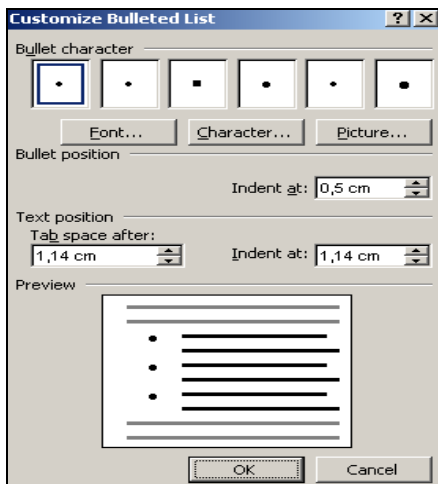 Customize Bulleted List
Bullet character
Font... Character... Picture...
Bullet position
Indent at: 0,5 cm
Text position
Tab space after:
1,14 cm Indent at: 1,14 cm
Preview
OK Cancel